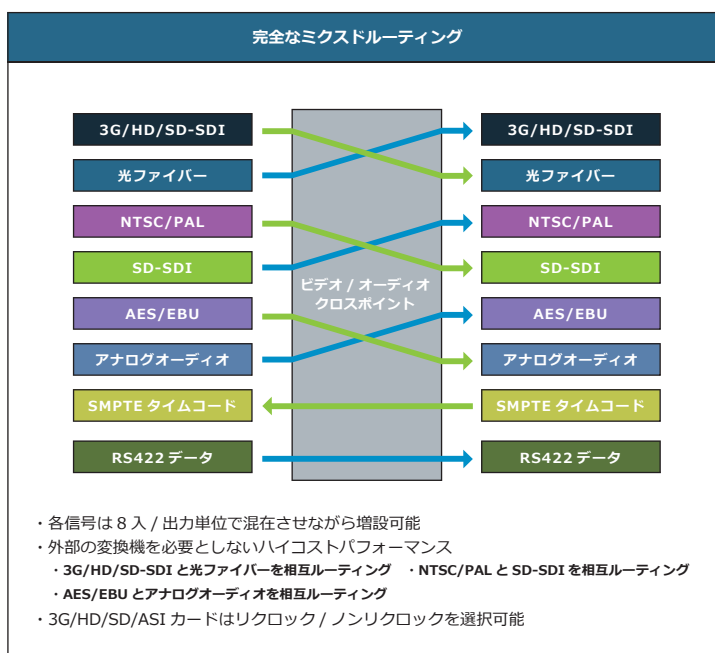 完全なミクスドルーティング
3G/HD/SD-SDI
3G/HD/SD-SDI
光ファイバー
光ファイバー
NTSC/PAL
NTSC/PAL
SD-SDI
SD-SDI
ビデオ / オーディオ
クロスポイント
AES/EBU
AES/EBU
アナログオーディオ
アナログオーディオ
SMPTE タイムコード
SMPTE タイムコード
RS422 データ
RS422 データ
・各信号は 8 入 / 出力単位で混在させながら増設可能
・外部の変換機を必要としないハイコストパフォーマンス
・3G/HD/SD-SDI と光ファイバーを相互ルーティング ・NTSC/PAL と SD-SDI を相互ルーティング
・AES/EBU とアナログオーディオを相互ルーティング
・3G/HD/SD/ASI カードはリクロック / ノンリクロックを選択可能